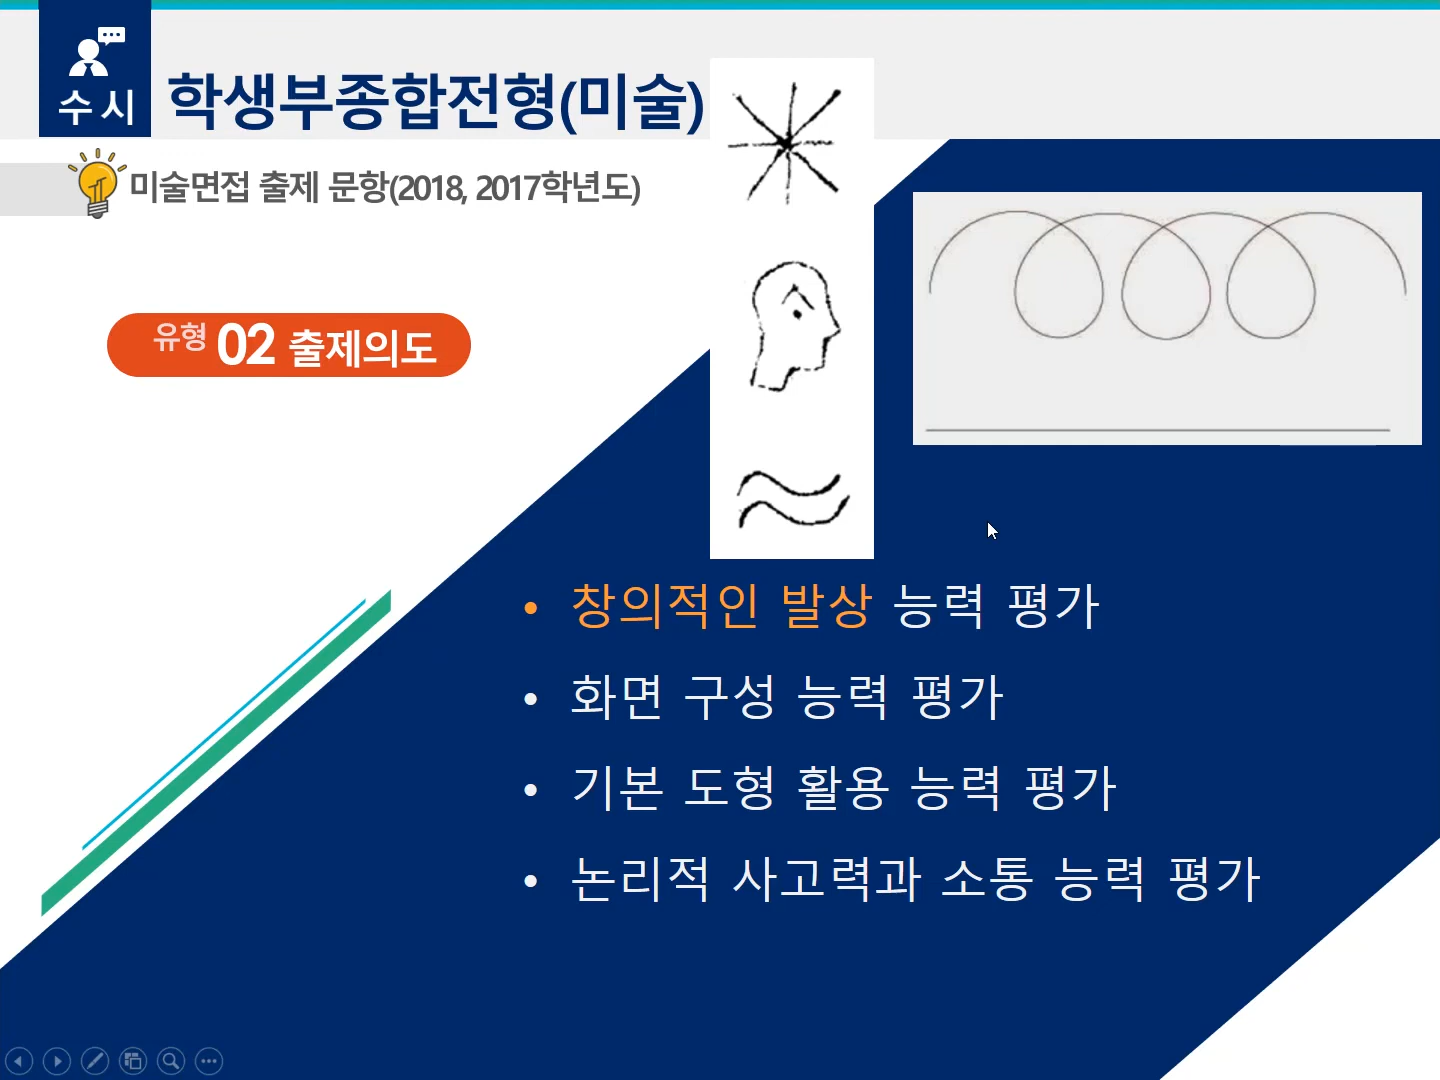 수시
학생부종합전형(미술)
미술면접 출제 문항(2018, 2017학년도)
유형 02 출제의도
• 창의적인 발상 능력 평가
• 화면 구성 능력 평가
• 기본 도형 활용 능력 평가
• 논리적 사고력과 소통 능력 평가